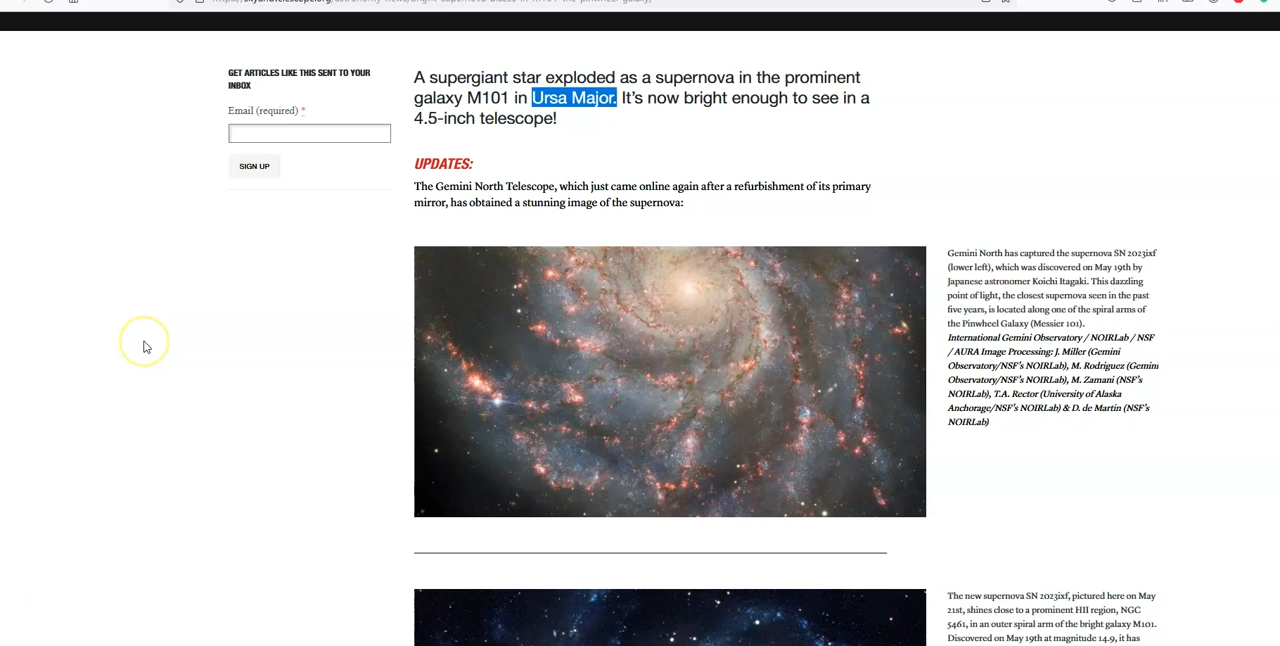 GET ARTICLES LIKE THIS SENT TO YOUR
INBOX
Email (required) *
SIGN UP
A supergiant star exploded as a supernova in the prominent
galaxy M101 in Ursa Major. It’s now bright enough to see in a
4.5-inch telescope!
UPDATES:
The Gemini North Telescope, which just came online again after a refurbishment of its primary
mirror, has obtained a stunning image of the supernova:
Gemini North has captured the supernova SN 2023ixf
(lower left), which was discovered on May 19th by
Japanese astronomer Koichi Itagaki. This dazzling
point of light, the closest supernova seen in the past
five years, is located along one of the spiral arms of
the Pinwheel Galaxy (Messier 101).
International Gemini Observatory / NOIRLab / NSF
/ AURA Image Processing: J. Miller (Gemini
Observatory/NSF’s NOIRLab), M. Rodriguez (Gemini
Observatory/NSF’s NOIRLab), M. Zamani (NSF’s
NOIRLab), T.A. Rector (University of Alaska
Anchorage/NSF’s NOIRLab) & D. de Martin (NSF’s
NOIRLab)
The new supernova SN 2023ixf, pictured here on May
21st, shines close to a prominent HII region, NGC
5461, in an outer spiral arm of the bright galaxy M101.
Discovered on May 19th at magnitude 14.9, it has